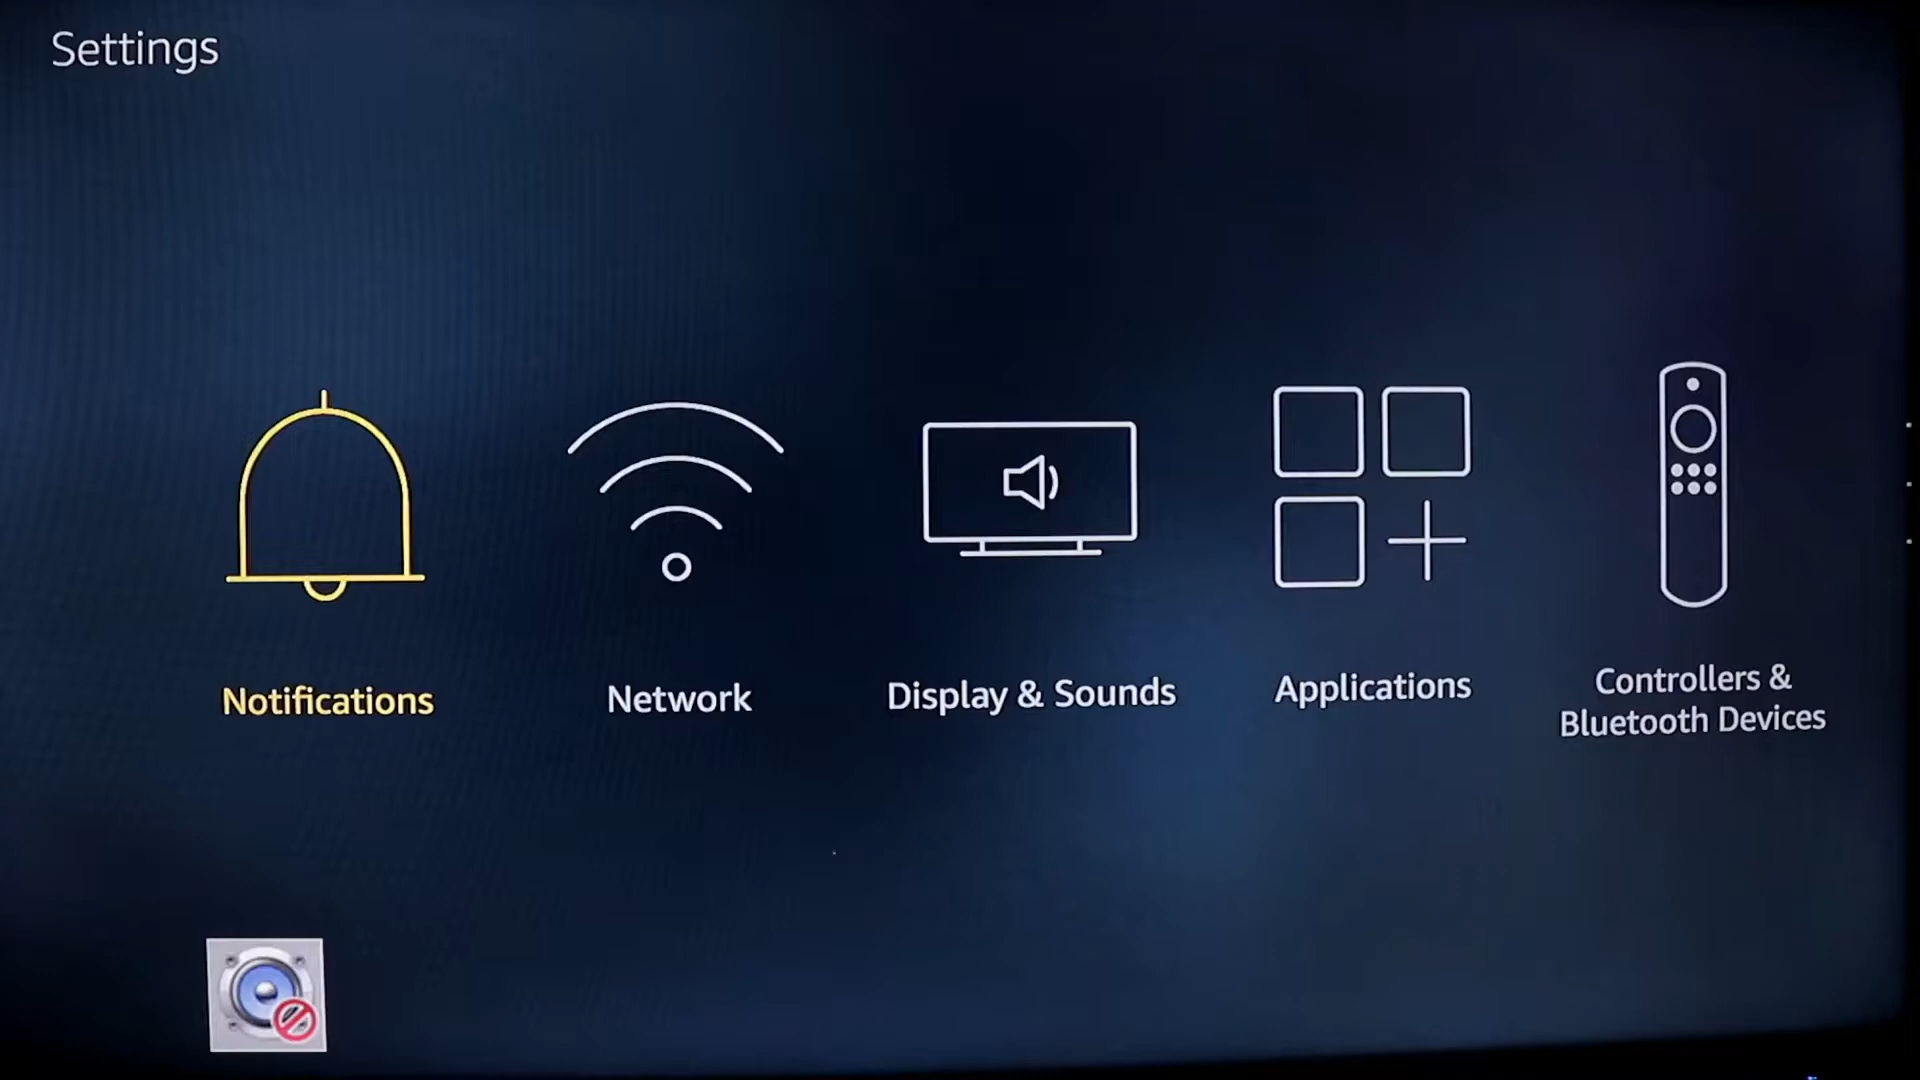 Settings
Notifications
Network
Display & Sounds
Applications
Controllers &
Bluetooth Devices